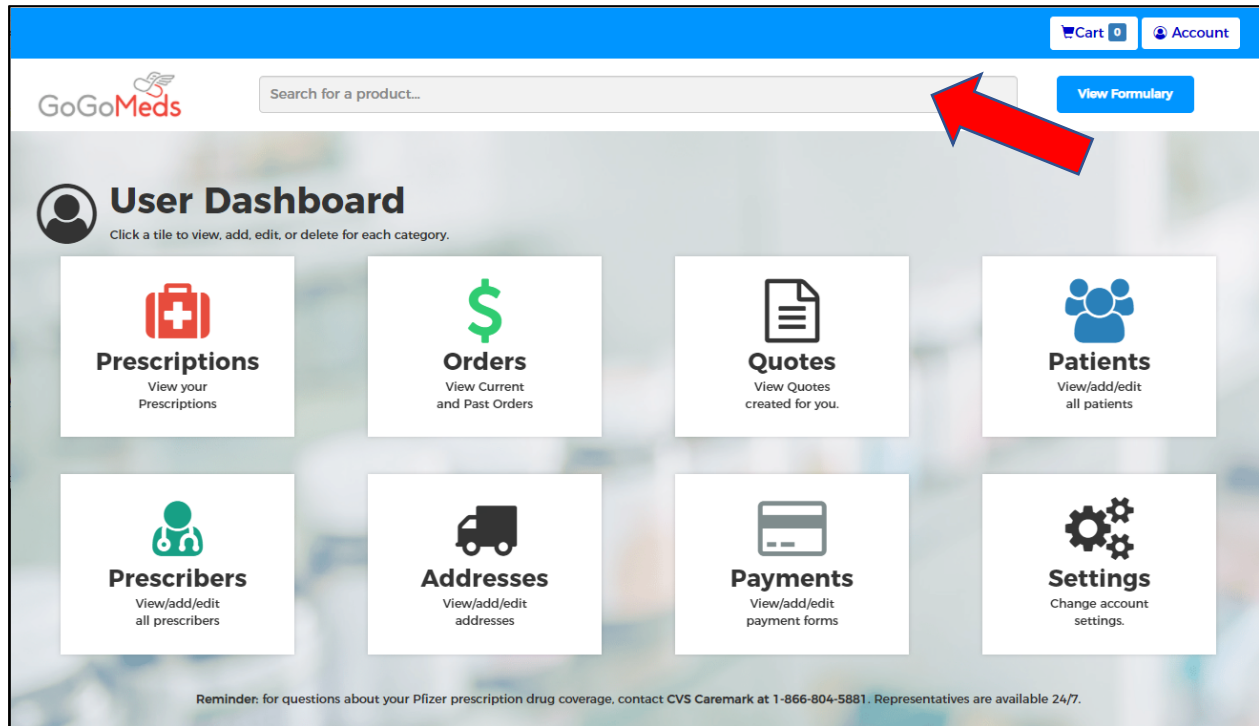 Cart 0 Account
GoGoMeds
Search for a product...
View Formulary
User Dashboard
Click a tile to view, add, edit, or delete for each category.
Prescriptions
View your
Prescriptions
Orders
View Current
and Past Orders
Quotes
View Quotes
created for you.
Patients
View/add/edit
all patients
Prescribers
View/add/edit
all prescribers
Addresses
View/add/edit
addresses
Payments
View/add/edit
payment forms
Settings
Change account
settings.
Reminder: for questions about your Pfizer prescription drug coverage, contact CVS Caremark at 1-866-804-5881. Representatives are available 24/7.